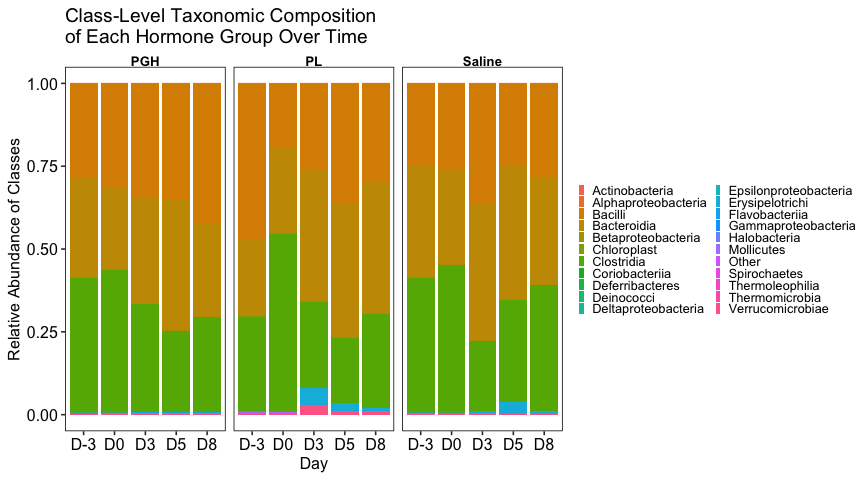 Class-Level Taxonomic Composition
of Each Hormone Group Over Time
PGH
PL
Saline
Relative Abundance of Classes
1.00
0.75
0.50
0.25
0.00
D-3 D0 D3 D5 D8
D-3 D0 D3 D5 D8
D-3 D0 D3 D5 D8
Day
Actinobacteria
Alphaproteobacteria
Bacilli
Bacteroidia
Betaproteobacteria
Chloroplast
Clostridia
Coriobacteriia
Deferribacteres
Deinococci
Deltaproteobacteria
Epsilonproteobacteria
Erysipelotrichi
Flavobacteriia
Gammaproteobacteria
Halobacteria
Mollicutes
Other
Spirochaetes
Thermoleophilia
Thermomicrobia
Verrucomicrobiae